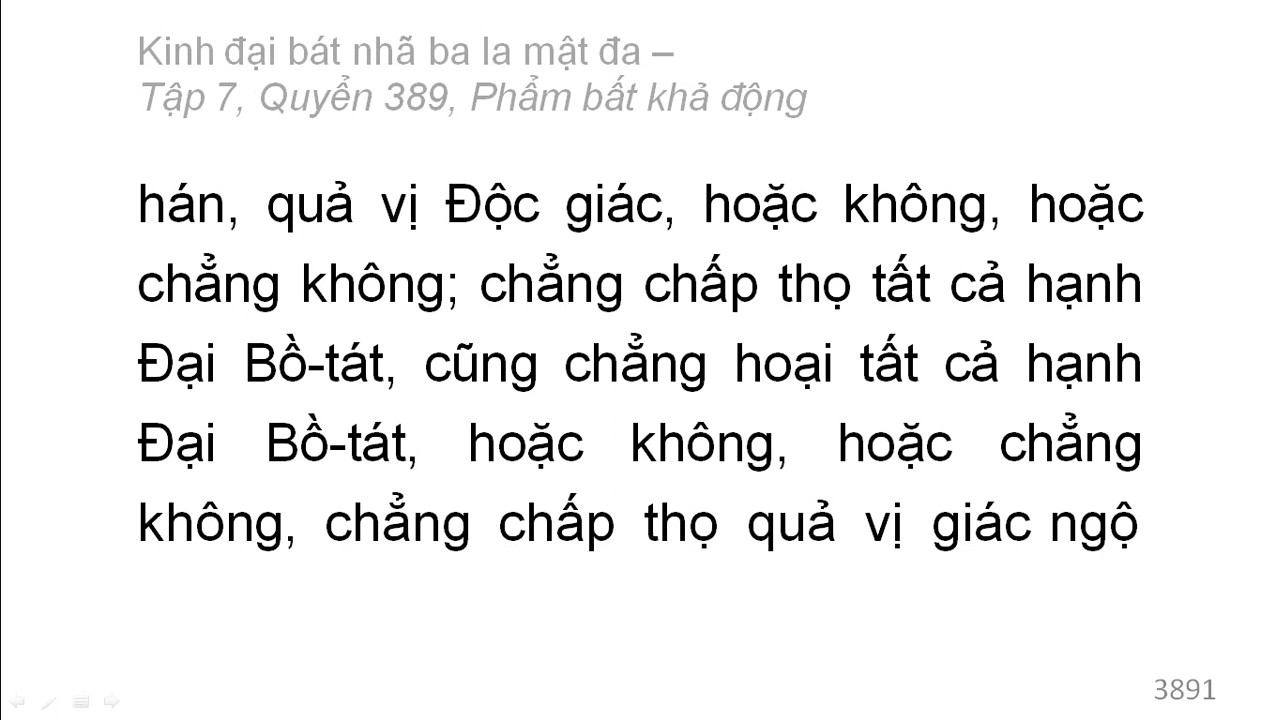 Kinh đại bát nhã ba la mật đa –
Tập 7, Quyển 389, Phẩm bất khả động
hán, quả vị Độc giác, hoặc không, hoặc
chẳng không; chẳng chấp thọ tất cả hạnh
Đại Bồ-tát, cũng chẳng hoại tất cả hạnh
Đại Bồ-tát, hoặc không, hoặc chẳng
không, chẳng chấp thọ quả vị giác ngộ
3891